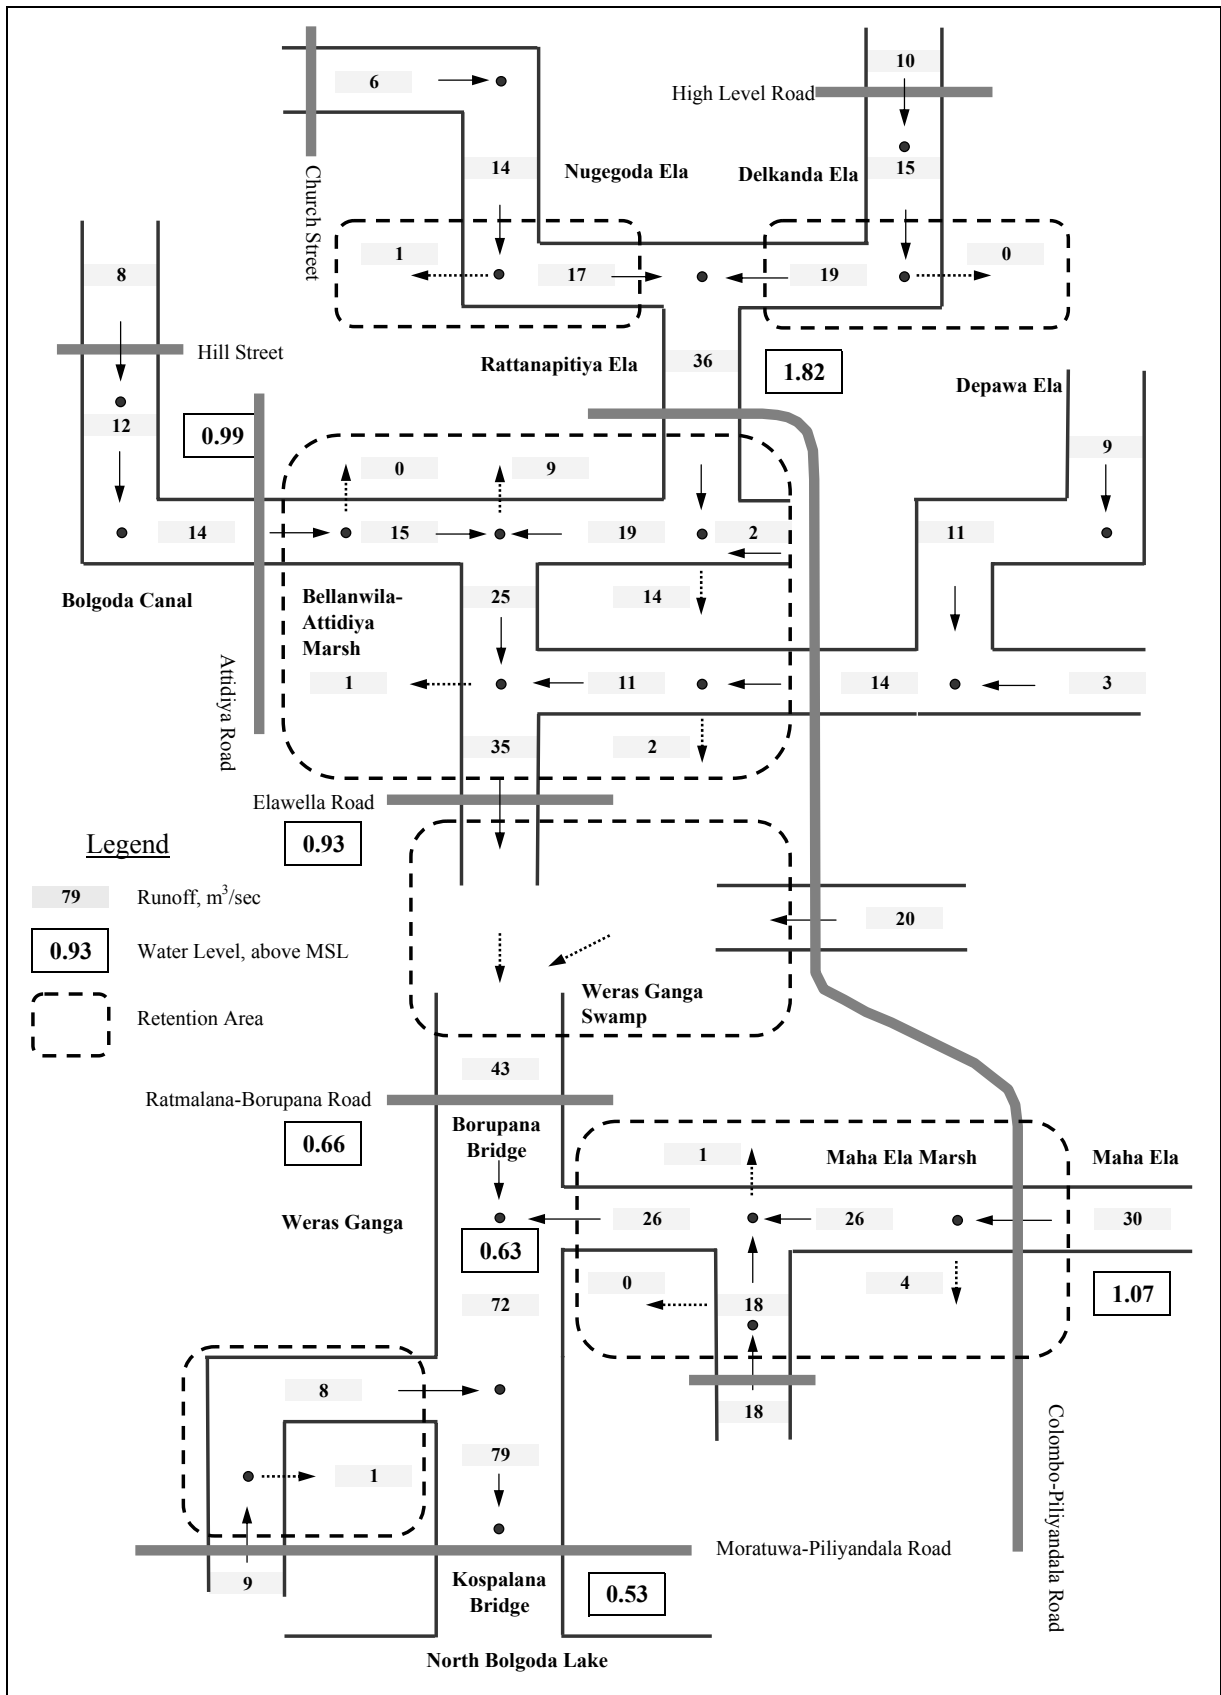 10
6
High Level Road
14
Nugegoda Ela
Delkanda Ela
15
Church Street
1
17
19
0
8
Hill Street
Rattanapitiya Ela
36
1.82
Depawa Ela
12
0.99
9
0
9
14
15
19
2
11
Bolgoda Canal
Bellanwila-
Attidiya
Marsh
25
14
Attidiya Road
1
11
14
3
35
2
Elawella Road
0.93
Legend
79
Runoff, m³/sec
20
0.93
Water Level, above MSL
Weras Ganga
Swamp
Retention Area
43
Ratmalana-Borupana Road
0.66
Borupana
Bridge
1
Maha Ela Marsh
Maha Ela
Weras Ganga
26
26
30
0.63
0
4
1.07
72
18
8
18
Colombo-Piliyandala Road
79
1
Moratuwa-Piliyandala Road
9
Kospalana
Bridge
0.53
North Bolgoda Lake